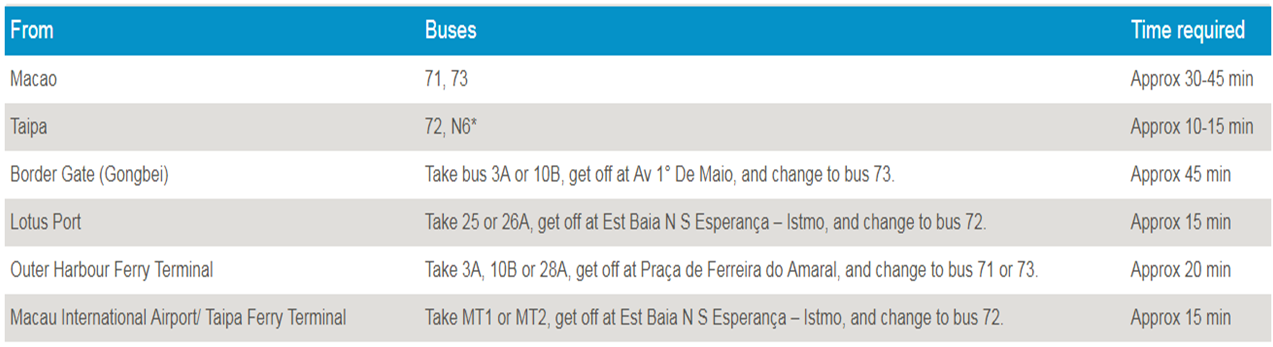 From Buses Time required
Macao 71, 73 Approx 30-45 min
Taipa 72, N6* Approx 10-15 min
Border Gate (Gongbei) Take bus 3A or 10B, get off at Av 1° De Maio, and change to bus 73. Approx 45 min
Lotus Port Take 25 or 26A, get off at Est Baia N S Esperança – Istmo, and change to bus 72. Approx 15 min
Outer Harbour Ferry Terminal Take 3A, 10B or 28A, get off at Praça de Ferreira do Amaral, and change to bus 71 or 73. Approx 20 min
Macau International Airport/ Taipa Ferry Terminal Take MT1 or MT2, get off at Est Baia N S Esperança – Istmo, and change to bus 72. Approx 15 min